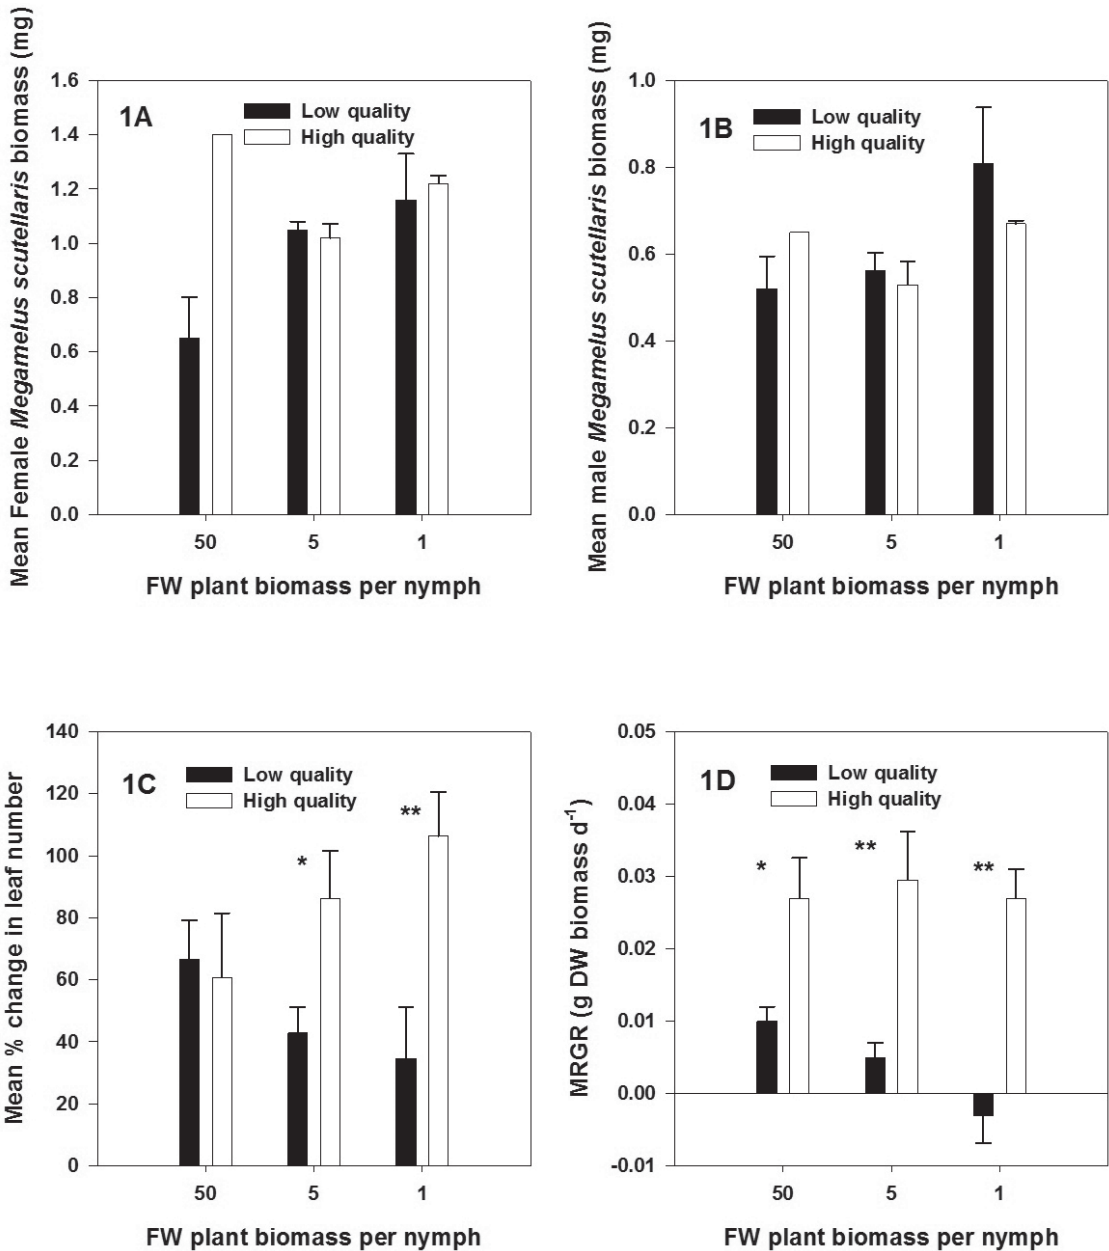 Mean Female Megamelus scutellaris biomass (mg)
1.6
1.4
1.2
1.0
0.8
0.6
0.4
0.2
0.0
1A
Low quality
High quality
50 5 1
FW plant biomass per nymph
Mean male Megamelus scutellaris biomass (mg)
1.0
0.8
0.6
0.4
0.2
0.0
1B
Low quality
High quality
50 5 1
FW plant biomass per nymph
Mean % change in leaf number
140
120
100
80
60
40
20
0
1C
Low quality
High quality
*
**
50 5 1
FW plant biomass per nymph
MRGR (g DW biomass d⁻¹)
0.05
0.04
0.03
0.02
0.01
0.00
-0.01
1D
Low quality
High quality
*
**
**
50 5 1
FW plant biomass per nymph